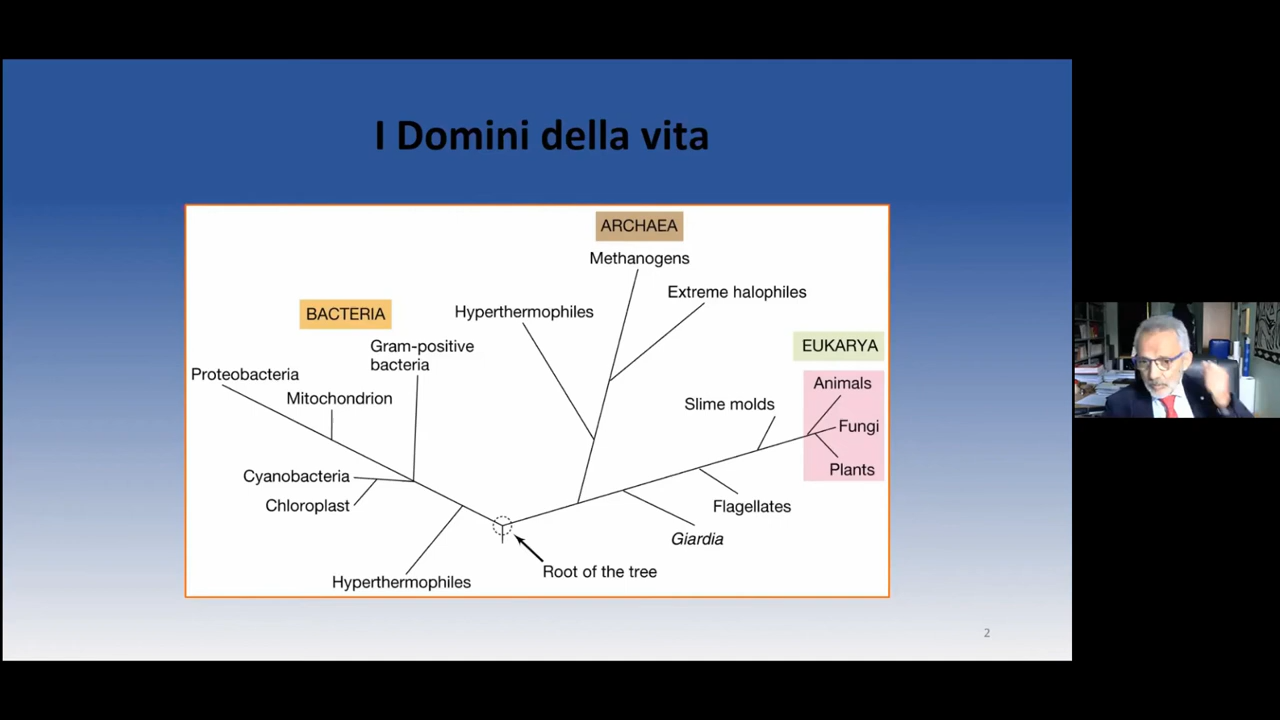 I Domini della vita
ARCHAEA
Methanogens
Extreme halophiles
Hyperthermophiles
BACTERIA
Gram-positive
bacteria
Proteobacteria
Mitochondrion
Cyanobacteria
Chloroplast
Hyperthermophiles
EUKARYA
Animals
Fungi
Plants
Slime molds
Flagellates
Giardia
Root of the tree
2